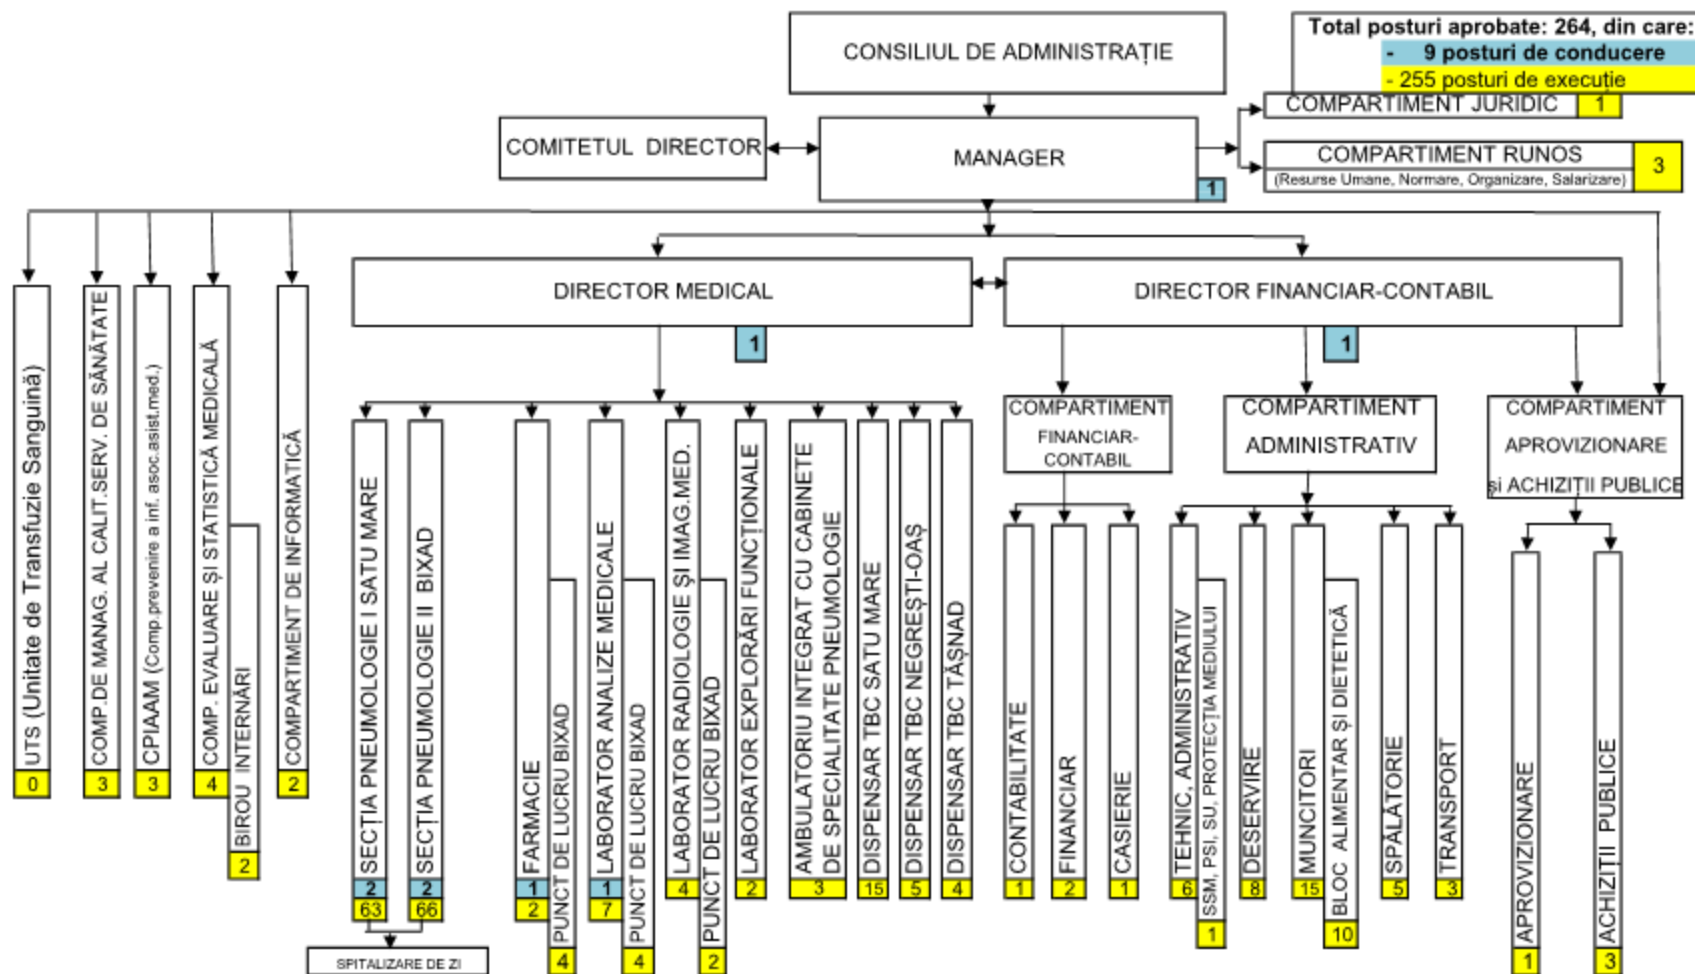 CONSILIUL DE ADMINISTRAȚIE
Total posturi aprobate: 264, din care:
- 9 posturi de conducere
- 255 posturi de execuție
COMPARTIMENT JURIDIC 1
COMITETUL DIRECTOR
MANAGER
1
COMPARTIMENT RUNOS
(Resurse Umane, Normare, Organizare, Salarizare)
3
DIRECTOR MEDICAL
1
DIRECTOR FINANCIAR-CONTABIL
1
UTS (Unitate de Transfuzie Sanguină)
0
COMP.DE MANAG. AL CALIT.SERV. DE SĂNĂTATE
3
CPIAAM (Comp.prevenire a inf. asoc.asist.med.)
3
COMP. EVALUARE ȘI STATISTICĂ MEDICALĂ
4
BIROU INTERNĂRI
2
COMPARTIMENT DE INFORMATICĂ
2
SECȚIA PNEUMOLOGIE I SATU MARE
2
63
SECȚIA PNEUMOLOGIE II BIXAD
2
66
SPITALIZARE DE ZI
FARMACIE
1
2
PUNCT DE LUCRU BIXAD
4
LABORATOR ANALIZE MEDICALE
1
7
PUNCT DE LUCRU BIXAD
4
LABORATOR RADIOLOGIE ȘI IMAG.MED.
4
PUNCT DE LUCRU BIXAD
2
LABORATOR EXPLORĂRI FUNCȚIONALE
2
AMBULATORIU INTEGRAT CU CABINETE
DE SPECIALITATE PNEUMOLOGIE
3
DISPENSAR TBC SATU MARE
15
DISPENSAR TBC NEGREȘTI-OAȘ
5
DISPENSAR TBC TĂȘNAD
4
COMPARTIMENT
FINANCIAR-
CONTABIL
CONTABILITATE
1
FINANCIAR
2
CASIERIE
1
COMPARTIMENT
ADMINISTRATIV
TEHNIC, ADMINISTRATIV
6
SSM, PSI, SU, PROTECȚIA MEDIULUI
1
DESERVIRE
8
MUNCITORI
15
BLOC ALIMENTAR ȘI DIETETICĂ
10
SPĂLĂTORIE
5
TRANSPORT
3
COMPARTIMENT
APROVIZIONARE
și ACHIZIȚII PUBLICE
APROVIZIONARE
1
ACHIZIȚII PUBLICE
3